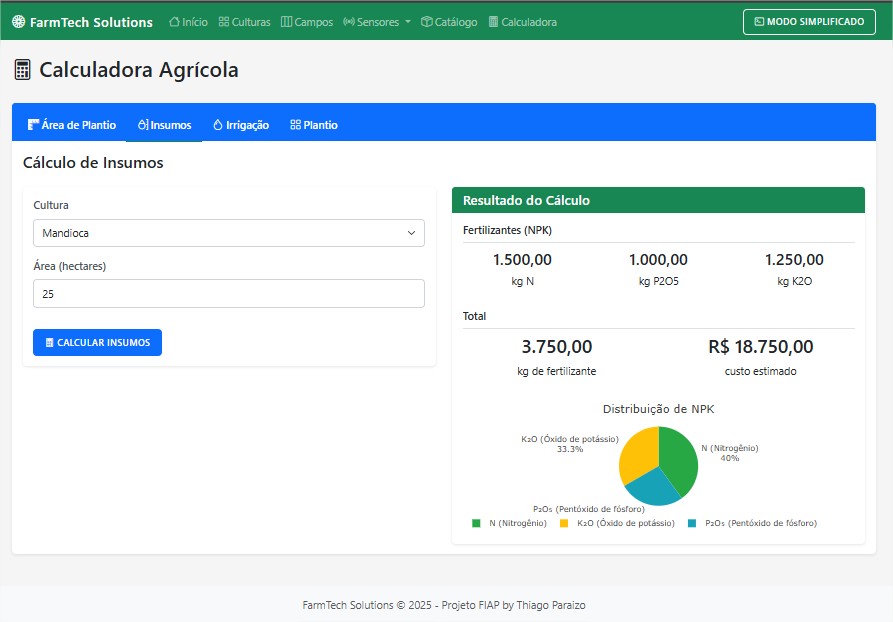 FarmTech Solutions Início Culturas Campos Sensores Catálogo Calculadora MODO SIMPLIFICADO
Calculadora Agrícola
Área de Plantio Insumos Irrigação Plantio
Cálculo de Insumos
Cultura
Mandioca
Área (hectares)
25
CALCULAR INSUMOS
Resultado do Cálculo
Fertilizantes (NPK)
1.500,00 1.000,00 1.250,00
kg N kg P2O5 kg K2O
Total
3.750,00 R$ 18.750,00
kg de fertilizante custo estimado
Distribuição de NPK
K₂O (Óxido de potássio)
33.3%
N (Nitrogênio)
40%
P₂O₅ (Pentóxido de fósforo)
N (Nitrogênio) K₂O (Óxido de potássio) P₂O₅ (Pentóxido de fósforo)
FarmTech Solutions © 2025 - Projeto FIAP by Thiago Paraizo